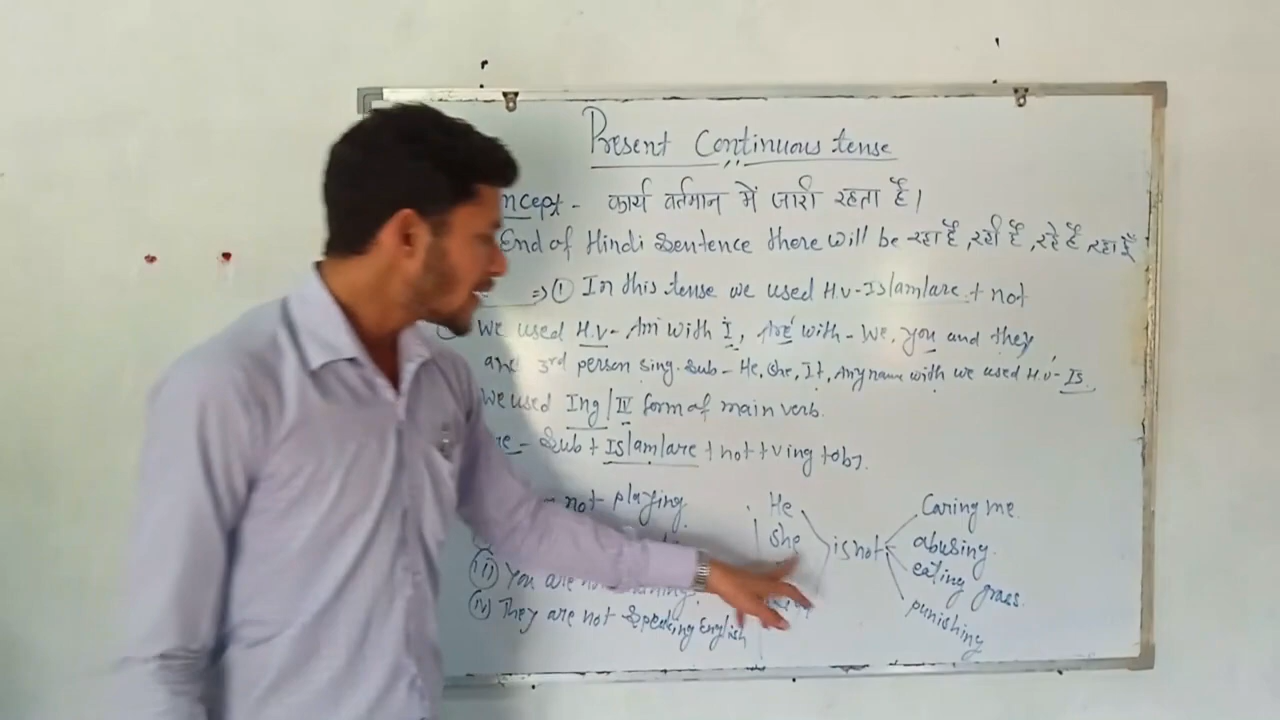 Present Continuous tense
ncept - कार्य वर्तमान में जारी रहता है।
End of Hindi Sentence there will be रहा है, रही है, रहे है, रहा हूँ
=> ① In this tense we used H.V - Is/am/are + not
We used H.V - Am with I, Are with - We, you and they
and 3rd person sing. Sub - He, She, It, Any name with we used H.V - Is.
We used Ing/IV form of main verb.
re - Sub + Is/am/are + not + v ing + obj.
not playing
(iii) You are
(iv) They are not Speaking English
He
She
is not
Caring me.
abusing.
eating grass.
punishing